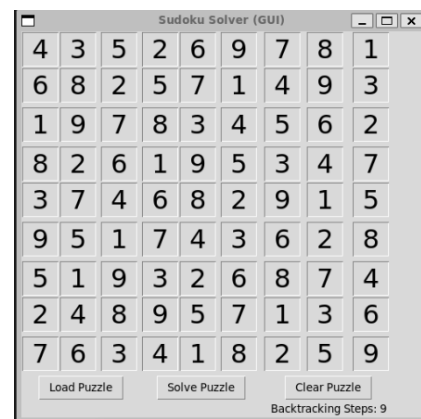 Sudoku Solver (GUI)
4 3 5 2 6 9 7 8 1
6 8 2 5 7 1 4 9 3
1 9 7 8 3 4 5 6 2
8 2 6 1 9 5 3 4 7
3 7 4 6 8 2 9 1 5
9 5 1 7 4 3 6 2 8
5 1 9 3 2 6 8 7 4
2 4 8 9 5 7 1 3 6
7 6 3 4 1 8 2 5 9
Load Puzzle Solve Puzzle Clear Puzzle
Backtracking Steps: 9